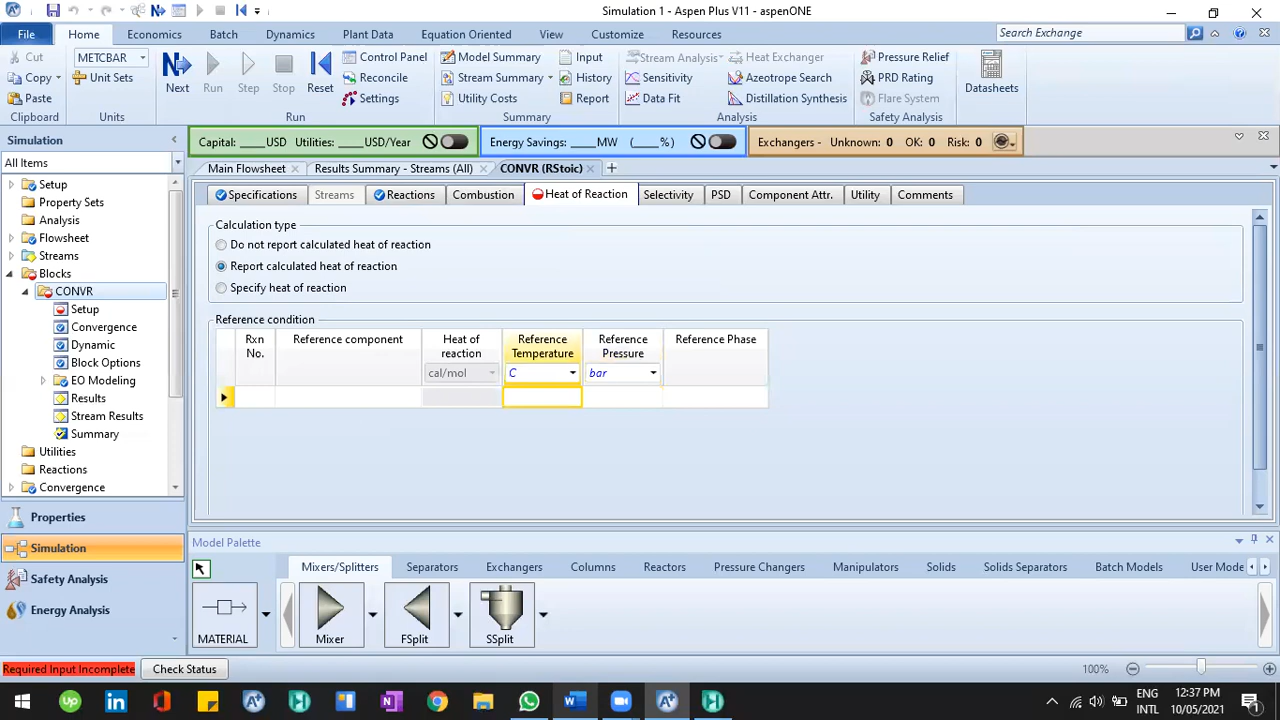 Simulation 1 - Aspen Plus V11 - aspenONE
File Home Economics Batch Dynamics Plant Data Equation Oriented View Customize Resources Search Exchange
Cut METCBAR Control Panel Model Summary Input Stream Analysis Heat Exchanger Pressure Relief
Copy Unit Sets Reconcile Stream Summary History Sensitivity Azeotrope Search PRD Rating
Next Run Step Stop Reset Datasheets
Paste Settings Utility Costs Report Data Fit Distillation Synthesis Flare System
Clipboard Units Run Summary Analysis Safety Analysis
Simulation Capital: ____USD Utilities: ____USD/Year Energy Savings: ____MW (____%) Exchangers - Unknown: 0 OK: 0 Risk: 0
All Items Main Flowsheet Results Summary - Streams (All) CONVR (RStoic)
Specifications Streams Reactions Combustion Heat of Reaction Selectivity PSD Component Attr. Utility Comments
Setup
Property Sets
Analysis
Flowsheet
Streams
Blocks
CONVR
Setup
Convergence
Dynamic
Block Options
EO Modeling
Results
Stream Results
Summary
Utilities
Reactions
Convergence
Properties
Simulation
Safety Analysis
Energy Analysis
Calculation type
Do not report calculated heat of reaction
Report calculated heat of reaction
Specify heat of reaction
Reference condition
Rxn No. Reference component Heat of reaction Reference Temperature Reference Pressure Reference Phase
cal/mol C bar
Model Palette
Mixers/Splitters Separators Exchangers Columns Reactors Pressure Changers Manipulators Solids Solids Separators Batch Models User Mode
MATERIAL Mixer FSplit SSplit
Required Input Incomplete Check Status 100%
ENG 12:37 PM
INTL 10/05/2021